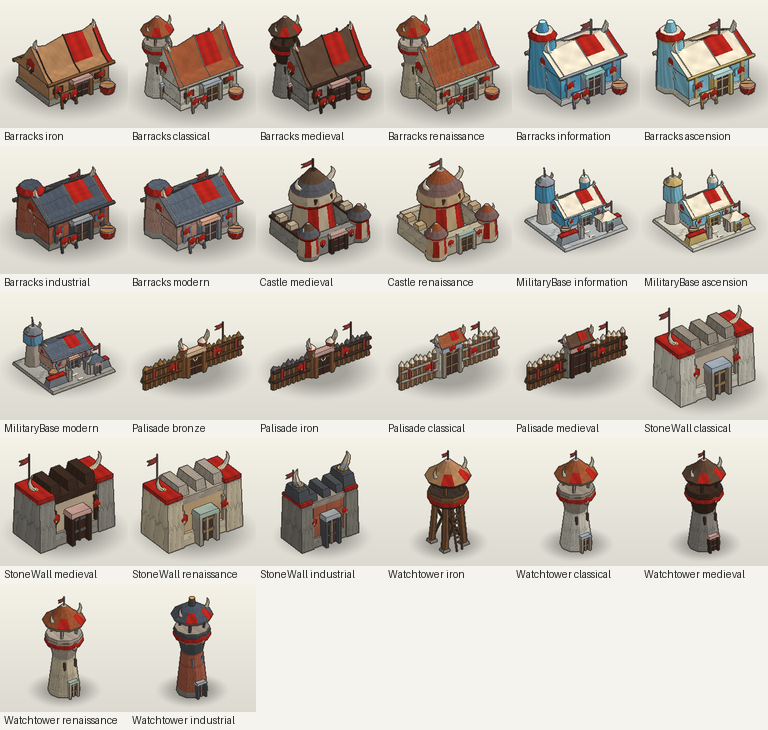 Barracks iron
Barracks classical
Barracks medieval
Barracks renaissance
Barracks information
Barracks ascension
Barracks industrial
Barracks modern
Castle medieval
Castle renaissance
MilitaryBase information
MilitaryBase ascension
MilitaryBase modern
Palisade bronze
Palisade iron
Palisade classical
Palisade medieval
StoneWall classical
StoneWall medieval
StoneWall renaissance
StoneWall industrial
Watchtower iron
Watchtower classical
Watchtower medieval
Watchtower renaissance
Watchtower industrial